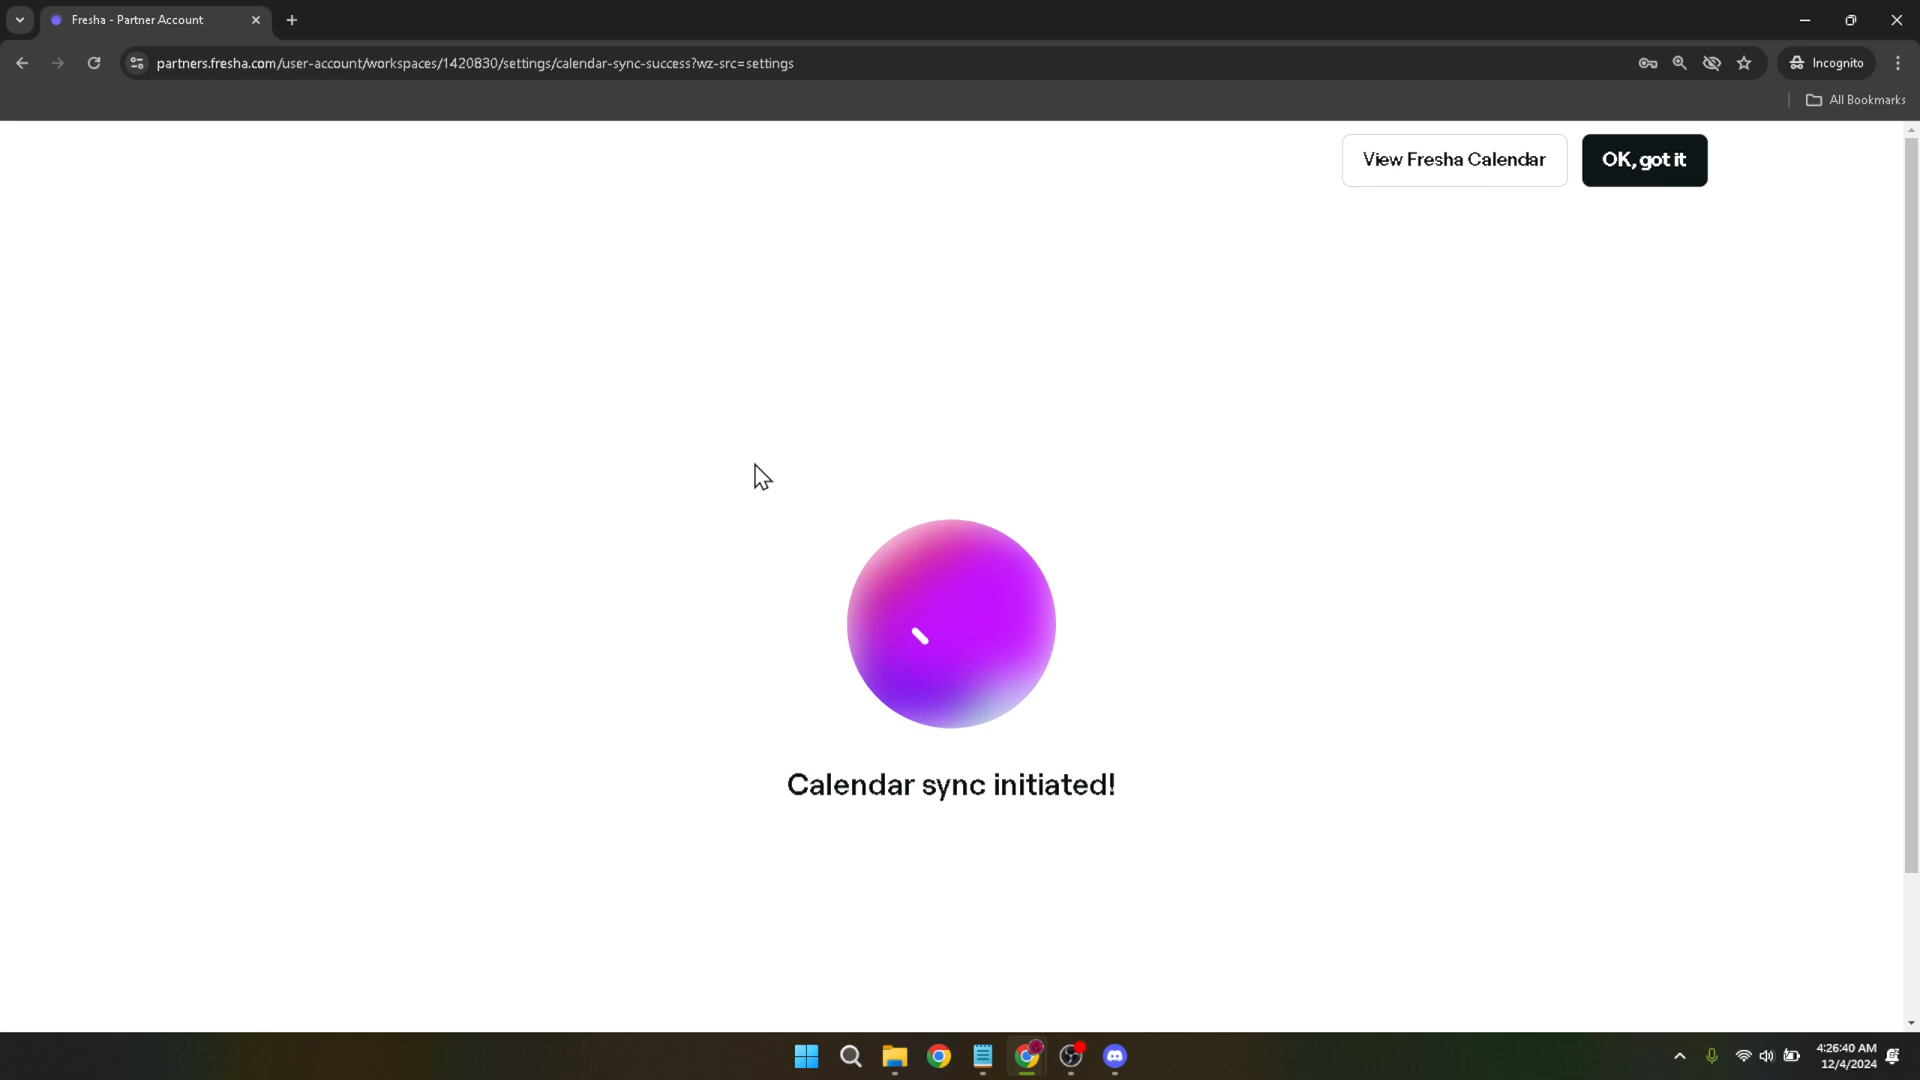 Fresha - Partner Account
partners.fresha.com/user-account/workspaces/1420830/settings/calendar-sync-success?wz-src=settings
Incognito
All Bookmarks
View Fresha Calendar
OK, got it
Calendar sync initiated!
4:26:40 AM
12/4/2024